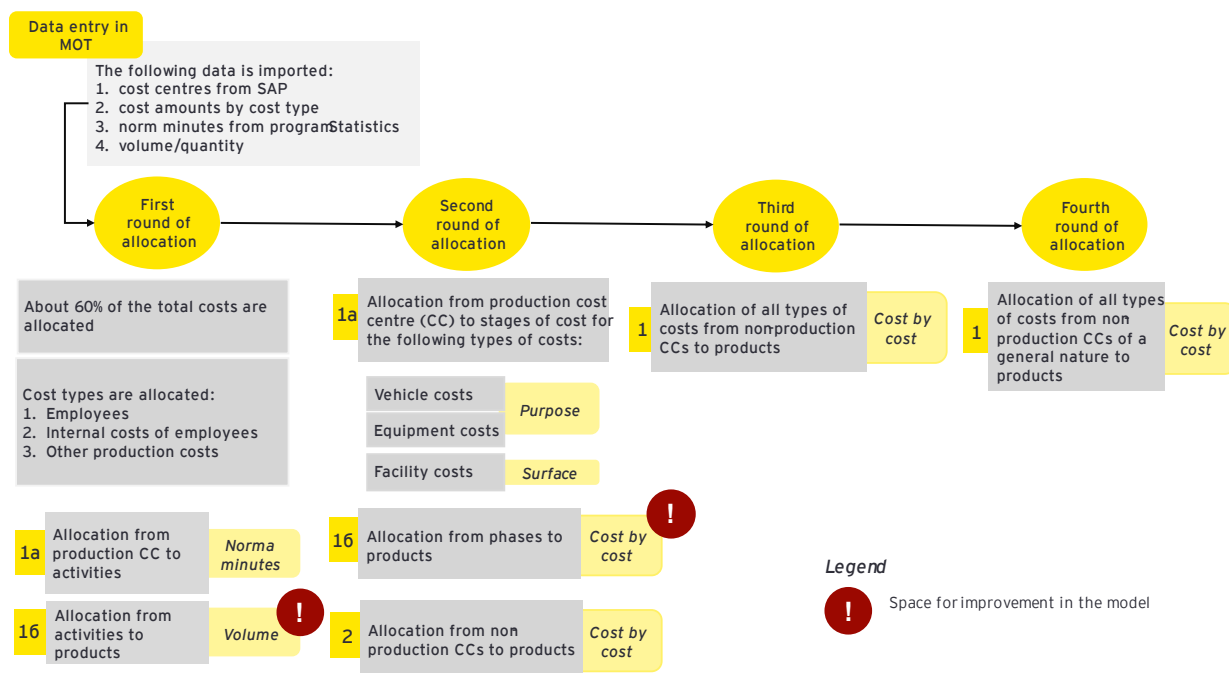 Data entry in
MOT
The following data is imported:
1. cost centres from SAP
2. cost amounts by cost type
3. norm minutes from programStatistics
4. volume/quantity
First
round of
allocation
Second
round of
allocation
Third
round of
allocation
Fourth
round of
allocation
About 60% of the total costs are
allocated
Cost types are allocated:
1. Employees
2. Internal costs of employees
3. Other production costs
1a
Allocation from
production CC to
activities
Norma
minutes
1б
Allocation from
activities to
products
Volume
!
1a
Allocation from production cost
centre (CC) to stages of cost for
the following types of costs:
Vehicle costs
Equipment costs
Purpose
Facility costs
Surface
1б
Allocation from phases to
products
Cost by
cost
!
2
Allocation from non-
production CCs to products
Cost by
cost
1
Allocation of all types of
costs from non-production
CCs to products
Cost by
cost
1
Allocation of all types
of costs from non-
production CCs of a
general nature to
products
Cost by
cost
Legend
!
Space for improvement in the model